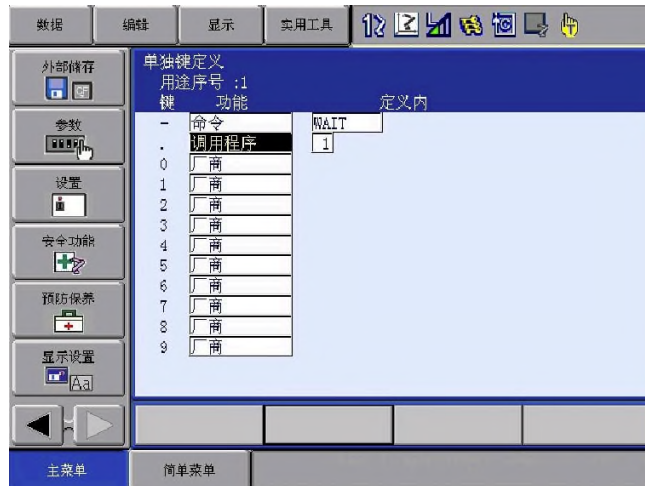 数据 编辑 显示 实用工具
外部储存
CF
参数
设置
安全功能
预防保养
显示设置
Aa
单独键定义
用途序号 :1
键 功能 定义内
- 命令 WAIT
. 调用程序 1
0 厂商
1 厂商
2 厂商
3 厂商
4 厂商
5 厂商
6 厂商
7 厂商
8 厂商
9 厂商
主菜单 简单菜单